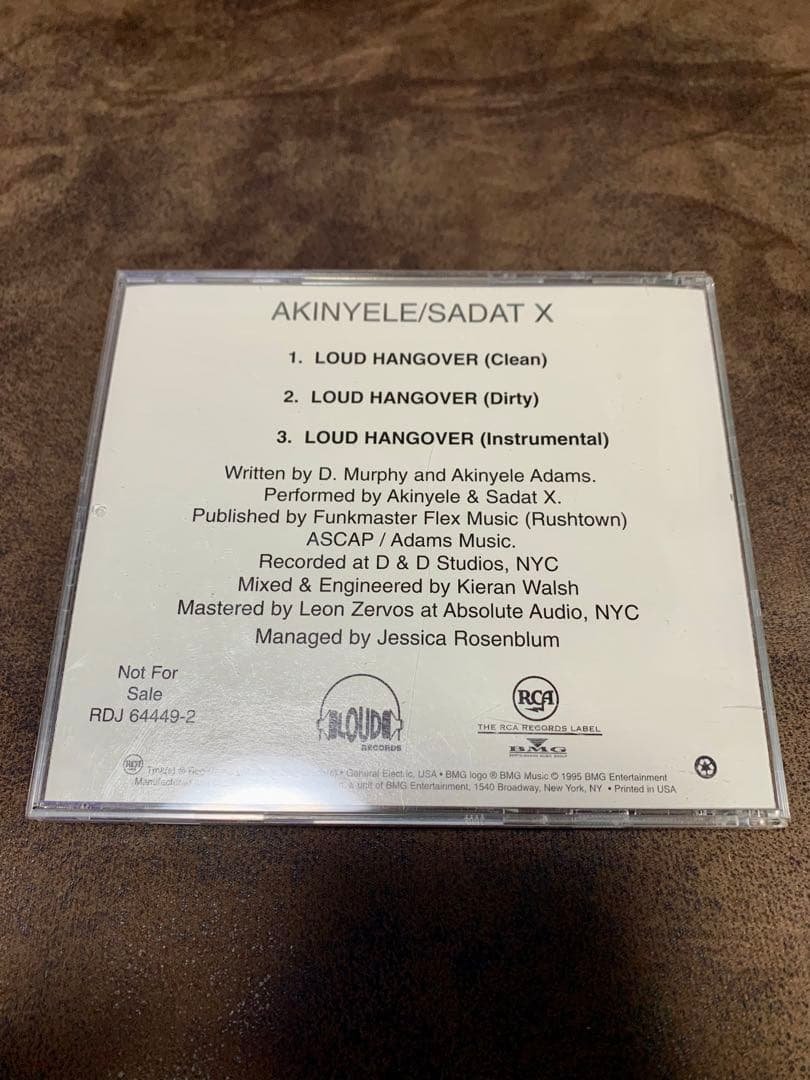 AKINYELE/SADAT X
1. LOUD HANGOVER (Clean)
2. LOUD HANGOVER (Dirty)
3. LOUD HANGOVER (Instrumental)
Written by D. Murphy and Akinyele Adams.
Performed by Akinyele & Sadat X.
Published by Funkmaster Flex Music (Rushtown)
ASCAP / Adams Music.
Recorded at D & D Studios, NYC
Mixed & Engineered by Kieran Walsh
Mastered by Leon Zervos at Absolute Audio, NYC
Managed by Jessica Rosenblum
Not For
Sale
RDJ 64449-2
LOUD
RECORDS
RCA
THE RCA RECORDS LABEL
BMG
Tmk(s) ® • General Electric, USA • BMG logo ® BMG Music © 1995 BMG Entertainment
a unit of BMG Entertainment, 1540 Broadway, New York, NY • Printed in USA